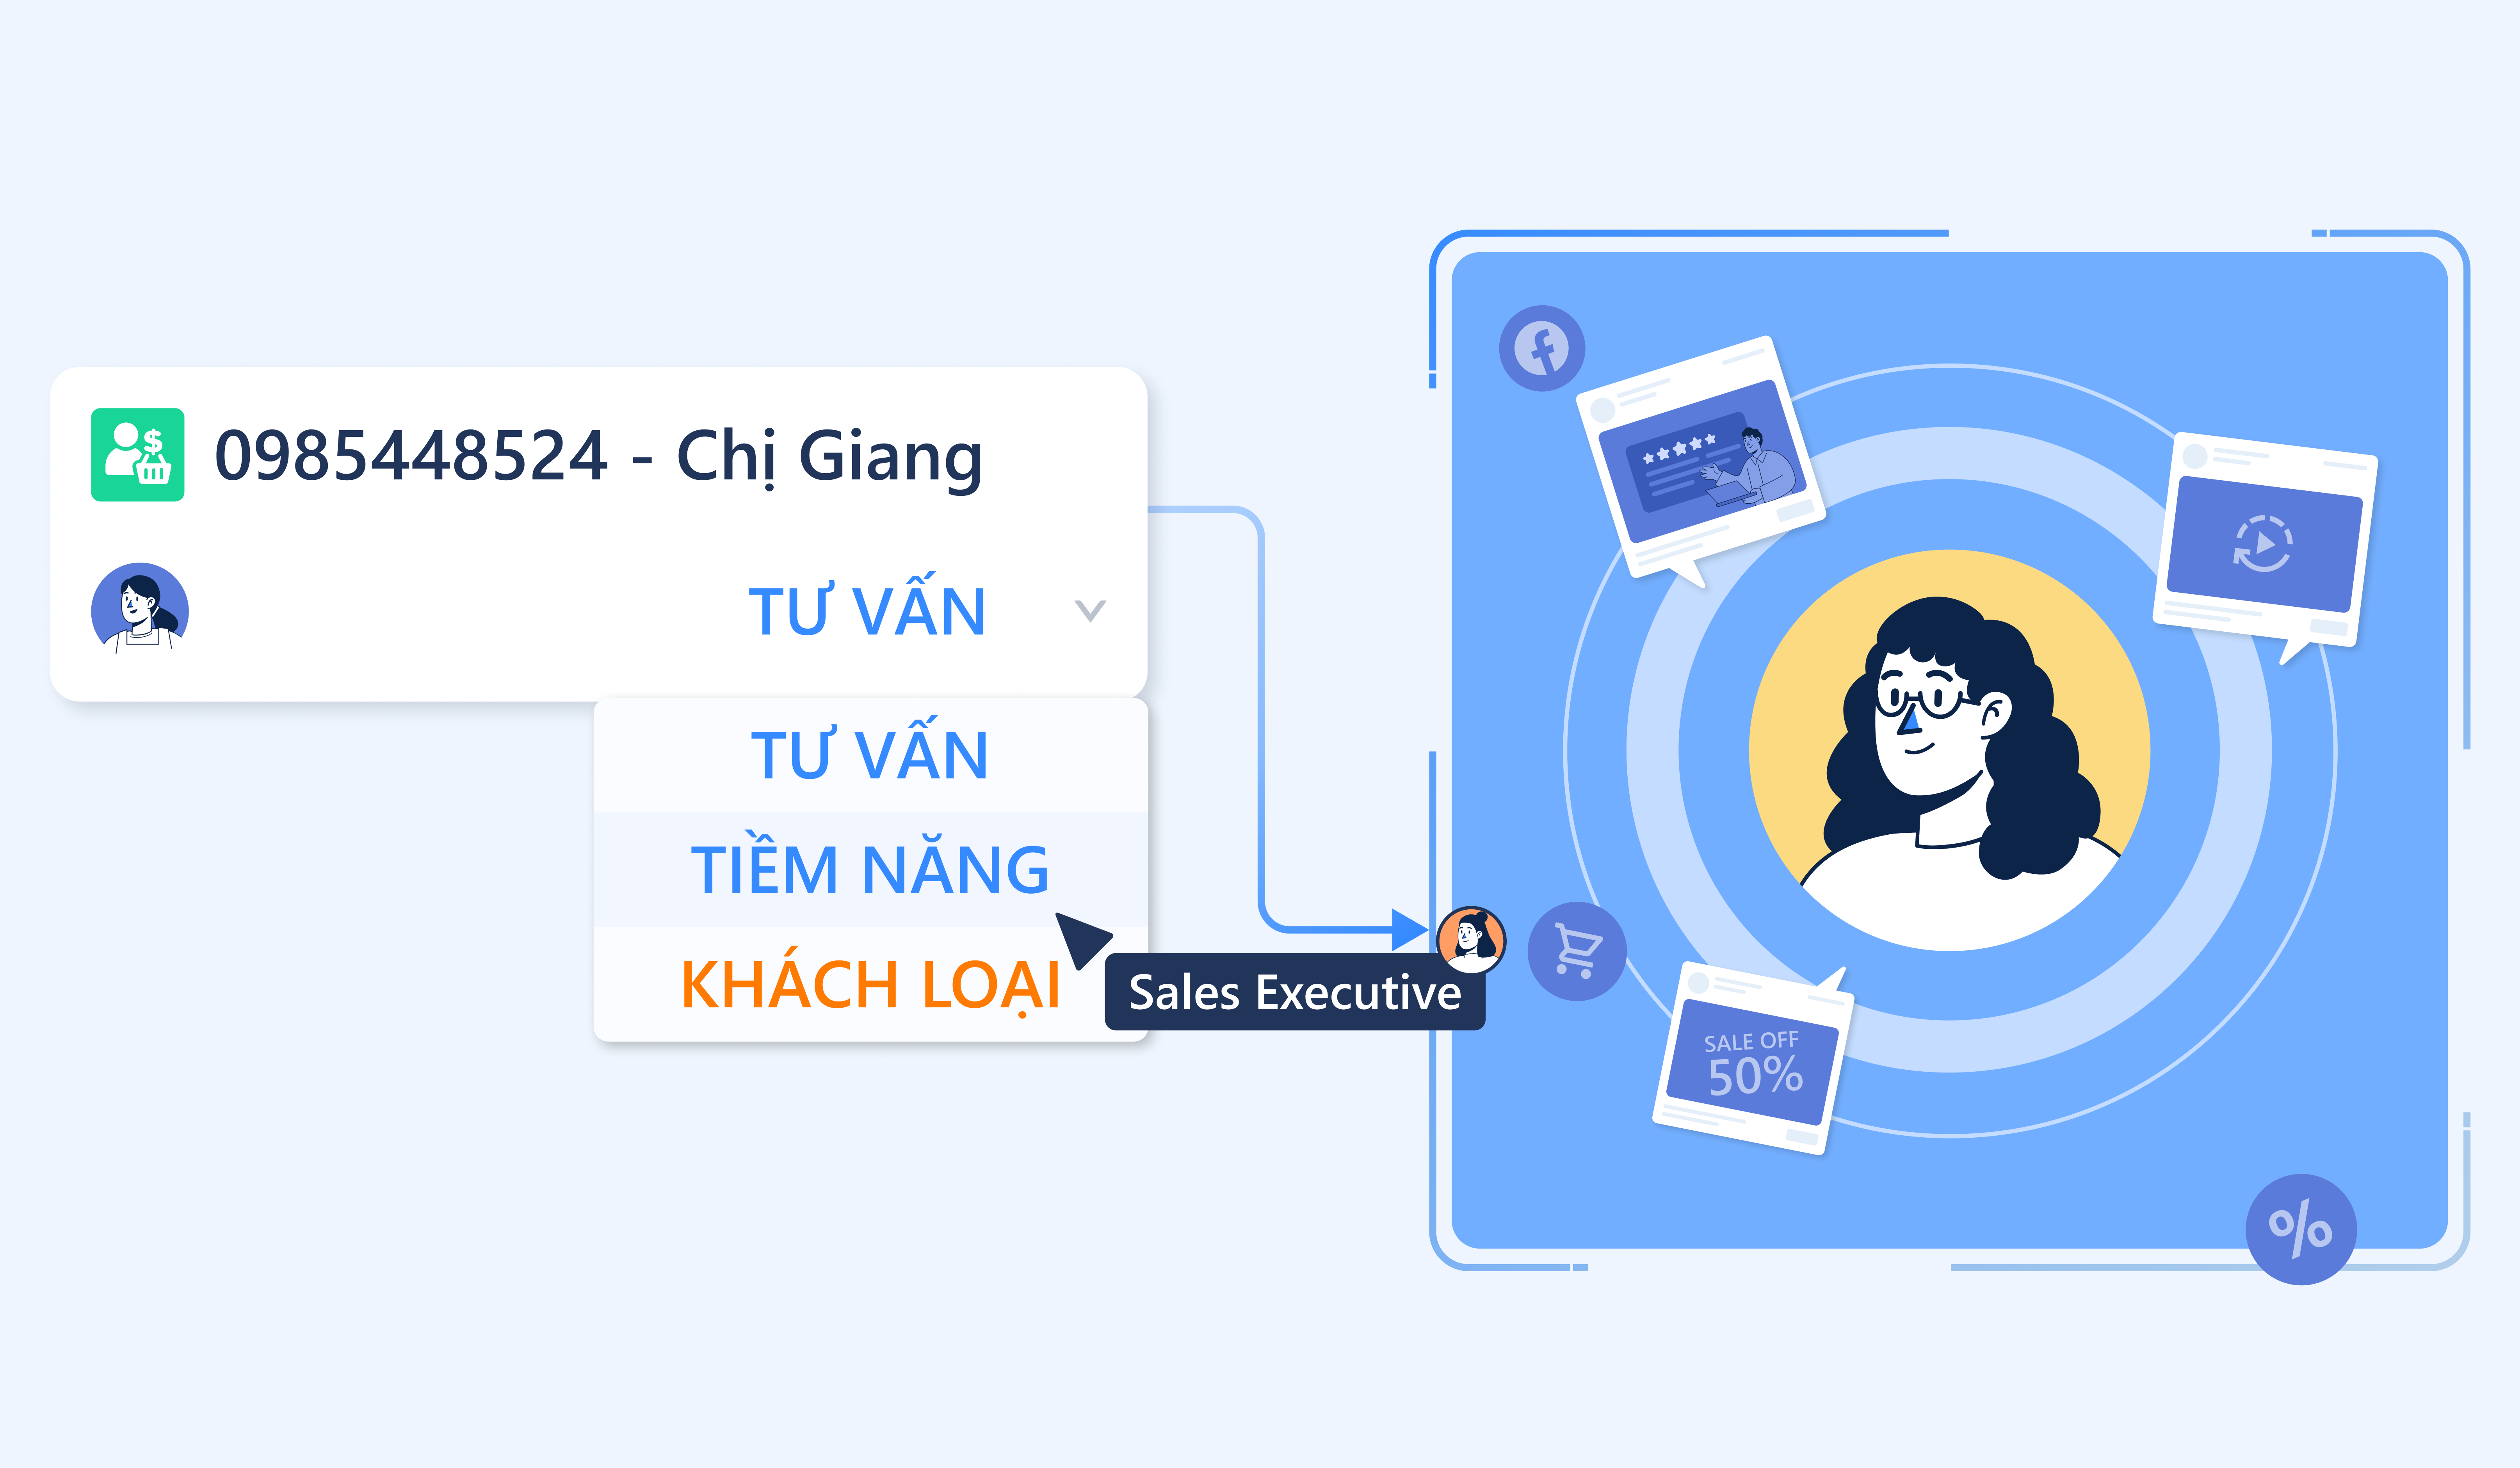 0985448524 - Chị Giang
TƯ VẤN
TƯ VẤN
TIỀM NĂNG
KHÁCH LOẠI
Sales Executive
SALE OFF
50%
%